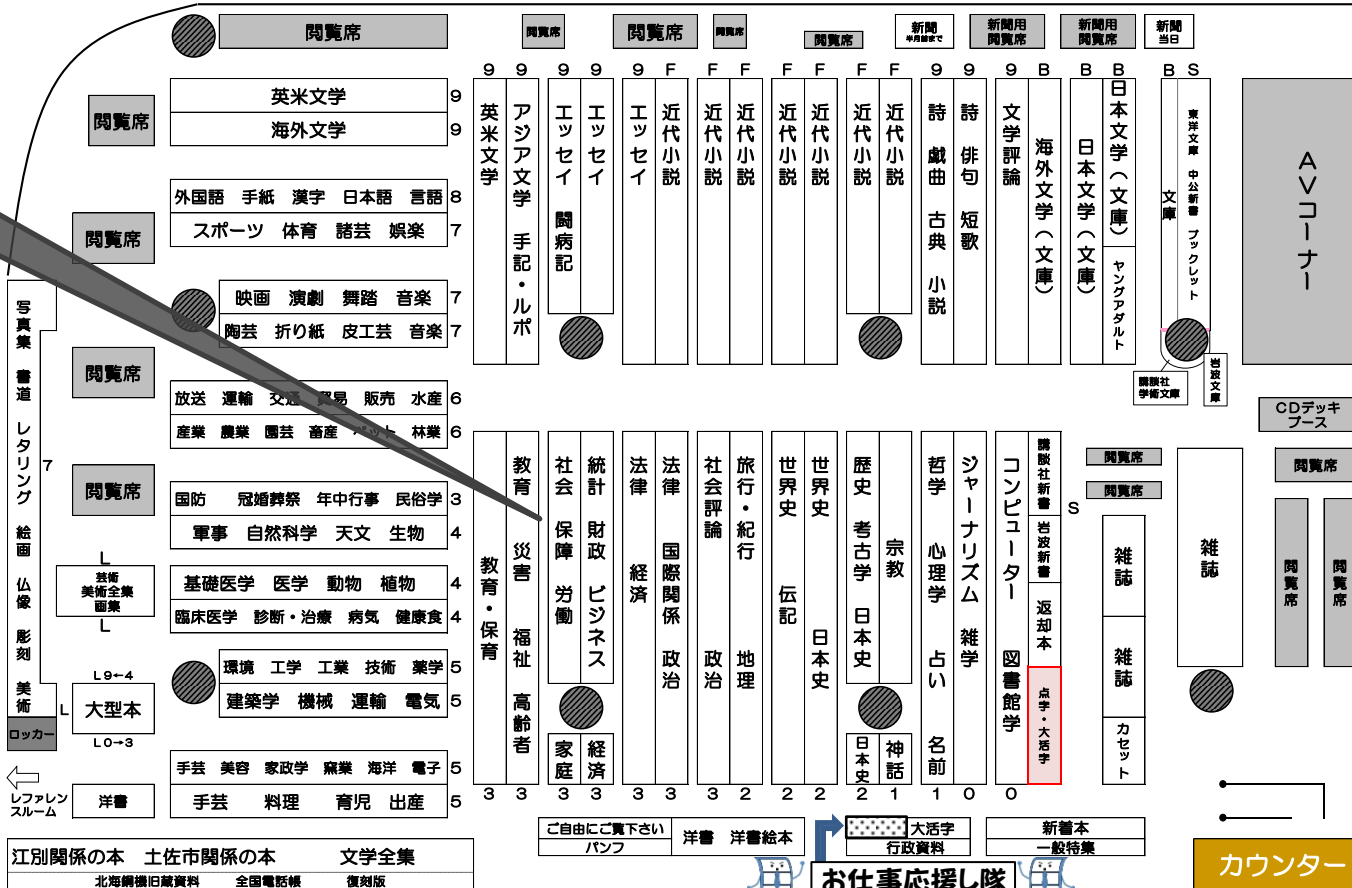 閲覧席
閲覧席
閲覧席
閲覧席
閲覧席
新聞
半月前まで
新聞用
閲覧席
新聞用
閲覧席
新聞
当日
9 9 9 9 9 F F F F F F F 9 9 9 B B B B S
閲覧席
英米文学 9
海外文学 9
閲覧席
外国語 手紙 漢字 日本語 言語 8
スポーツ 体育 諸芸 娯楽 7
映画 演劇 舞踏 音楽 7
陶芸 折り紙 皮工芸 音楽 7
閲覧席
放送 運輸 交通 貿易 販売 水産 6
産業 農業 園芸 畜産 ペット 林業 6
閲覧席
国防 冠婚葬祭 年中行事 民俗学 3
軍事 自然科学 天文 生物 4
基礎医学 医学 動物 植物 4
臨床医学 診断・治療 病気 健康食 4
環境 工学 工業 技術 薬学 5
建築学 機械 運輸 電気 5
手芸 美容 家政学 窯業 海洋 電子 5
手芸 料理 育児 出産 5
写真集 書道 レタリング 絵画 仏像 彫刻 美術
7
L
芸術
美術全集
画集
L
L9←4
L
大型本
L0→3
ロッカー
レファレン
スルーム
洋書
英米文学
アジア文学 手記・ルポ
エッセイ 闘病記
エッセイ
エッセイ
近代小説
近代小説
近代小説
近代小説
近代小説
近代小説
近代小説
詩 戯曲 古典 小説
詩 俳句 短歌
文学評論
海外文学(文庫)
日本文学(文庫)
日本文学(文庫)
ヤングアダルト
文庫
東洋文庫 中公新書 ブックレット
講談社
学術文庫
岩波文庫
AVコーナー
CDデッキ
ブース
教育・保育
教育 災害 福祉 高齢者
社会 保障 労働
家庭
統計 財政 ビジネス
経済
法律 経済
法律 国際関係 政治
社会評論 政治
旅行・紀行 地理
世界史 伝記
世界史 日本史
歴史 考古学 日本史
日本史
宗教
神話
哲学 心理学 占い 名前
ジャーナリズム 雑学
コンピューター 図書館学
講談社新書
岩波新書
返却本
点字・大活字
S
3 3 3 3 3 3 3 2 2 2 2 1 1 0 0
閲覧席
閲覧席
雑誌
雑誌
カセット
雑誌
閲覧席
閲覧席
閲覧席
ご自由にご覧下さい
パンフ
洋書 洋書絵本
大活字
行政資料
新着本
一般特集
お仕事応援し隊
カウンター
江別関係の本 土佐市関係の本 文学全集
北海鋼機旧蔵資料 全国電話帳 復刻版